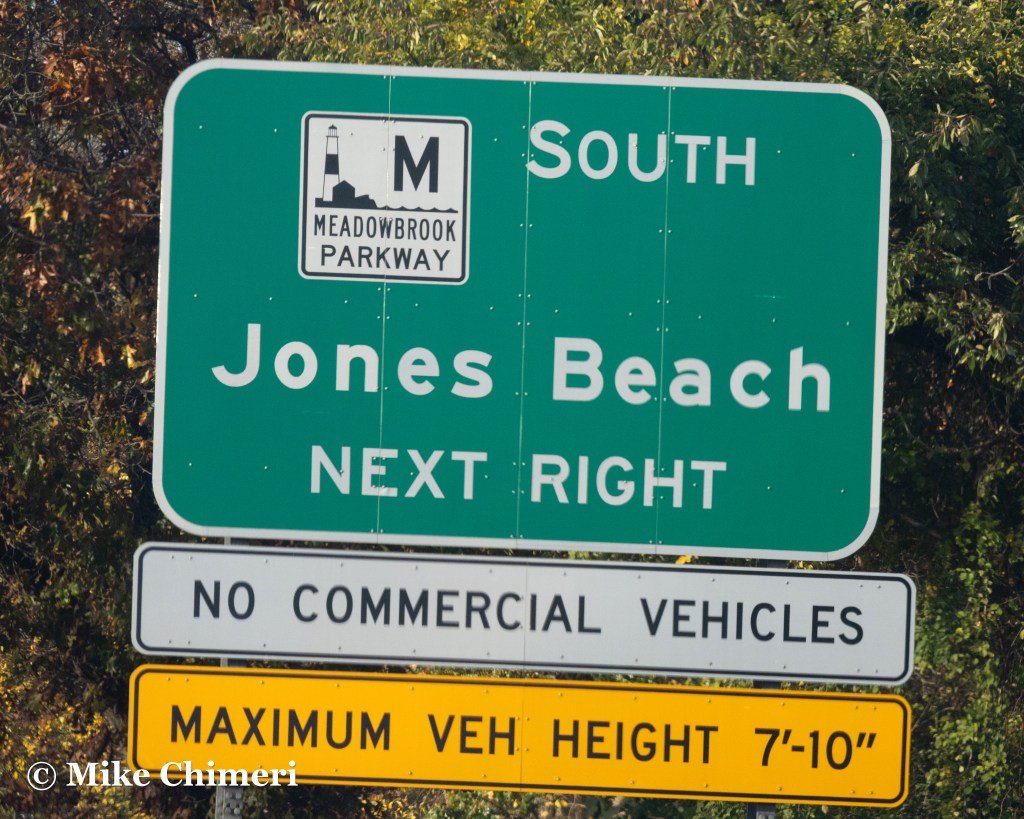 M SOUTH
MEADOWBROOK
PARKWAY
Jones Beach
NEXT RIGHT
NO COMMERCIAL VEHICLES
MAXIMUM VEH HEIGHT 7'-10"
© Mike Chimeri